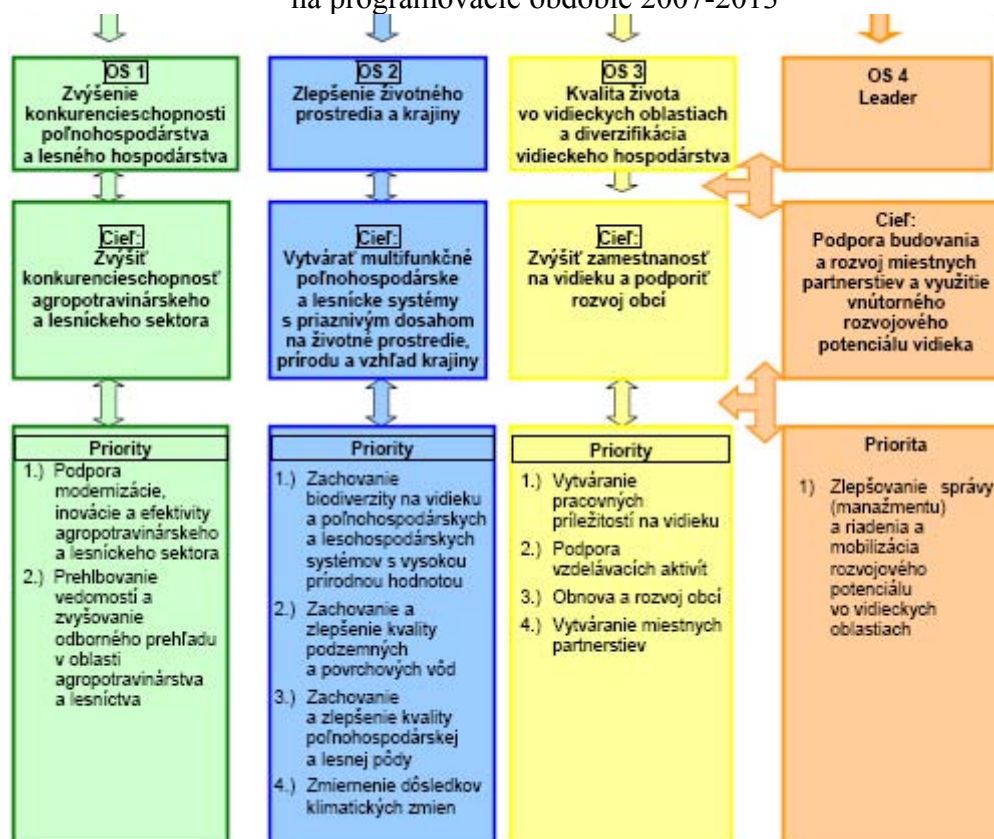 na programovacie obdobie 2007-2013
OS 1
Zvýšenie
konkurencieschopnosti
poľnohospodárstva
a lesného hospodárstva
Cieľ:
Zvýšiť
konkurencieschopnosť
agropotravinárskeho
a lesníckeho sektora
Priority
1.) Podpora
modernizácie,
inovácie a efektivity
agropotravinárskeho
a lesníckeho sektora
2.) Prehlbovanie
vedomostí a
zvyšovanie
odborného prehľadu
v oblasti
agropotravinárstva
a lesníctva
OS 2
Zlepšenie životného
prostredia a krajiny
Cieľ:
Vytvárať multifunkčné
poľnohospodárske
a lesnícke systémy
s priaznivým dosahom
na životné prostredie,
prírodu a vzhľad krajiny
Priority
1.) Zachovanie
biodiverzity na vidieku
a poľnohospodárskych
a lesohospodárskych
systémov s vysokou
prírodnou hodnotou
2.) Zachovanie a
zlepšenie kvality
podzemných
a povrchových vôd
3.) Zachovanie
a zlepšenie kvality
poľnohospodárskej
a lesnej pôdy
4.) Zmiernenie dôsledkov
klimatických zmien
OS 3
Kvalita života
vo vidieckych oblastiach
a diverzifikácia
vidieckeho hospodárstva
Cieľ:
Zvýšiť zamestnanosť
na vidieku a podporiť
rozvoj obcí
Priority
1.) Vytváranie
pracovných
príležitostí na vidieku
2.) Podpora
vzdelávacích aktivít
3.) Obnova a rozvoj obcí
4.) Vytváranie miestnych
partnerstiev
OS 4
Leader
Cieľ:
Podpora budovania
a rozvoj miestnych
partnerstiev a využitie
vnútorného
rozvojového
potenciálu vidieka
Priorita
1) Zlepšovanie správy
(manažmentu)
a riadenia a
mobilizácia
rozvojového
potenciálu
vo vidieckych
oblastiach